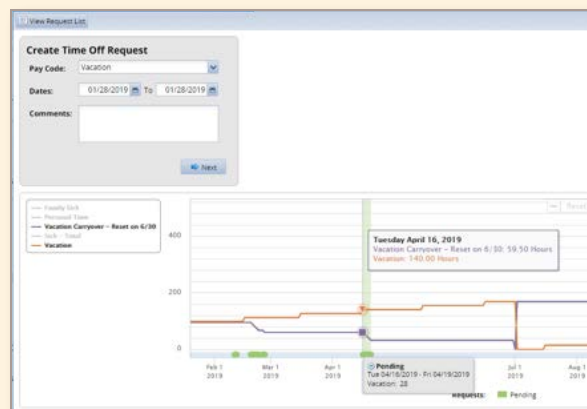 View Request List
Create Time Off Request
Pay Code: Vacation
Dates: 01/28/2019 To 01/28/2019
Comments:
Next
Family Sick
Personal Time
Vacation Carryover – Reset on 6/30
Sick - Total
Vacation
Reset
400
200
0
Tuesday April 16, 2019
Vacation Carryover – Reset on 6/30: 59.50 Hours
Vacation: 140.00 Hours
Feb 1
2019
Mar 1
2019
Apr 1
2019
Jul 1
2019
Aug 1
2019
Pending
Tue 04/16/2019 - Fri 04/19/2019
Vacation: 28
Requests: Pending